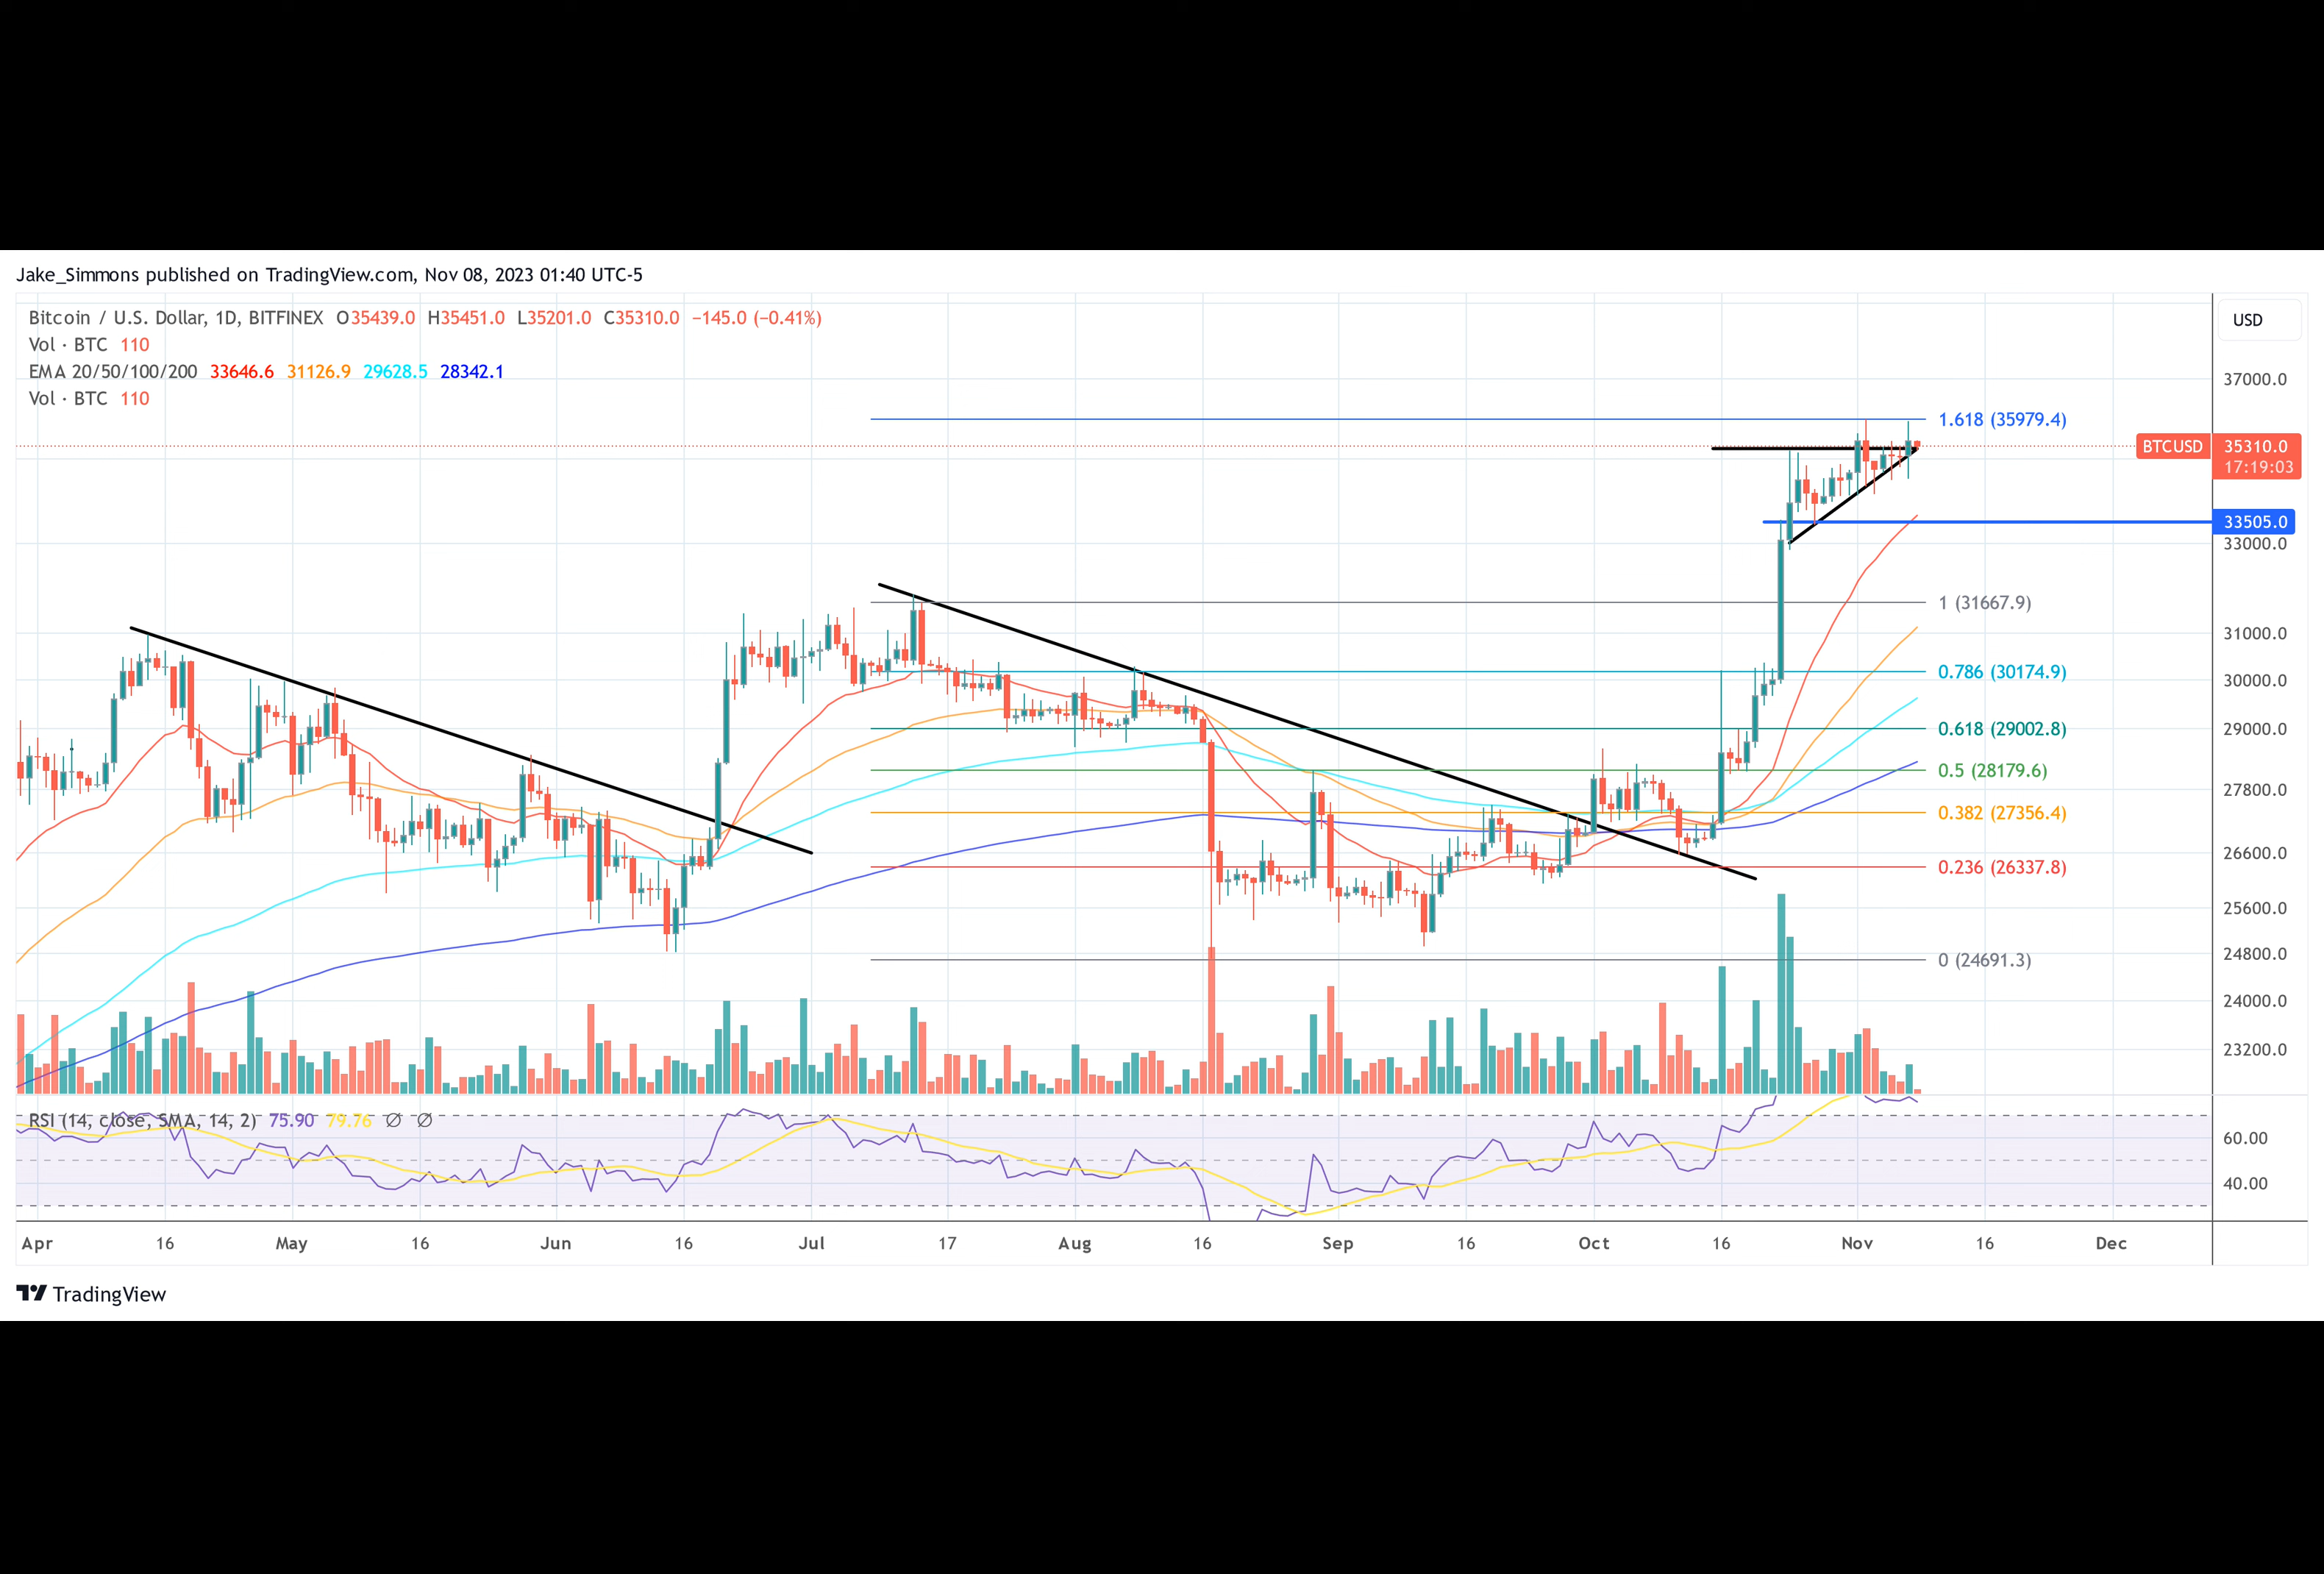 Jake_Simmons published on TradingView.com, Nov 08, 2023 01:40 UTC-5
Bitcoin / U.S. Dollar, 1D, BITFINEX O35439.0 H35451.0 L35201.0 C35310.0 −145.0 (−0.41%)
Vol · BTC 110
EMA 20/50/100/200 33646.6 31126.9 29628.5 28342.1
Vol · BTC 110
USD
37000.0
1.618 (35979.4)
BTCUSD 35310.0
17:19:03
33505.0
33000.0
1 (31667.9)
31000.0
0.786 (30174.9)
30000.0
0.618 (29002.8)
29000.0
0.5 (28179.6)
27800.0
0.382 (27356.4)
26600.0
0.236 (26337.8)
25600.0
24800.0
0 (24691.3)
24000.0
23200.0
RSI (14, close, SMA, 14, 2) 75.90 79.76 ∅ ∅
60.00
40.00
Apr 16 May 16 Jun 16 Jul 17 Aug 16 Sep 16 Oct 16 Nov 16 Dec
TradingView